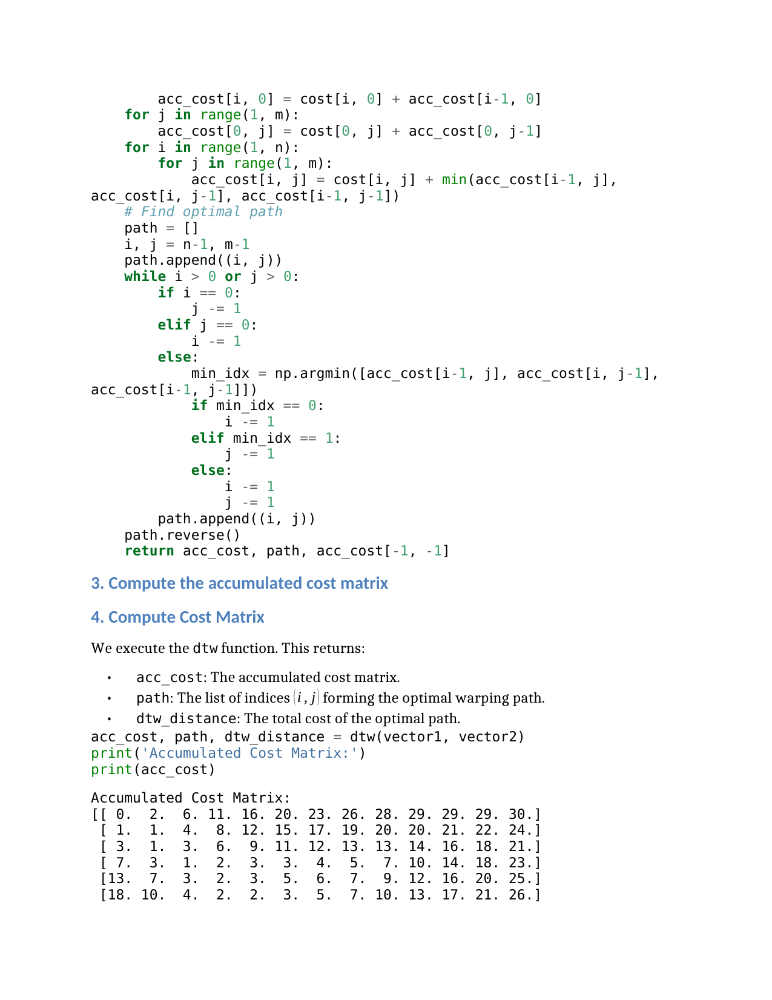 acc_cost[i, 0] = cost[i, 0] + acc_cost[i-1, 0]
    for j in range(1, m):
        acc_cost[0, j] = cost[0, j] + acc_cost[0, j-1]
    for i in range(1, n):
        for j in range(1, m):
            acc_cost[i, j] = cost[i, j] + min(acc_cost[i-1, j],
acc_cost[i, j-1], acc_cost[i-1, j-1])
    # Find optimal path
    path = []
    i, j = n-1, m-1
    path.append((i, j))
    while i > 0 or j > 0:
        if i == 0:
            j -= 1
        elif j == 0:
            i -= 1
        else:
            min_idx = np.argmin([acc_cost[i-1, j], acc_cost[i, j-1],
acc_cost[i-1, j-1]])
            if min_idx == 0:
                i -= 1
            elif min_idx == 1:
                j -= 1
            else:
                i -= 1
                j -= 1
        path.append((i, j))
    path.reverse()
    return acc_cost, path, acc_cost[-1, -1]
3. Compute the accumulated cost matrix
4. Compute Cost Matrix
We execute the dtw function. This returns:
• acc_cost: The accumulated cost matrix.
• path: The list of indices (i, j) forming the optimal warping path.
• dtw_distance: The total cost of the optimal path.
acc_cost, path, dtw_distance = dtw(vector1, vector2)
print('Accumulated Cost Matrix:')
print(acc_cost)
Accumulated Cost Matrix:
[[ 0.  2.  6. 11. 16. 20. 23. 26. 28. 29. 29. 29. 30.]
 [ 1.  1.  4.  8. 12. 15. 17. 19. 20. 20. 21. 22. 24.]
 [ 3.  1.  3.  6.  9. 11. 12. 13. 13. 14. 16. 18. 21.]
 [ 7.  3.  1.  2.  3.  3.  4.  5.  7. 10. 14. 18. 23.]
 [13.  7.  3.  2.  3.  5.  6.  7.  9. 12. 16. 20. 25.]
 [18. 10.  4.  2.  2.  3.  5.  7. 10. 13. 17. 21. 26.]